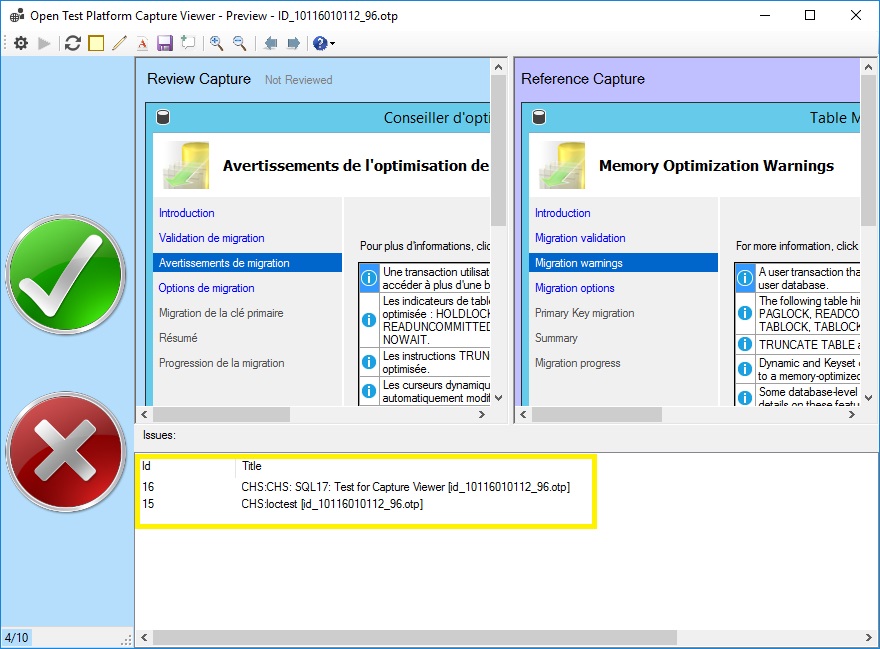 Open Test Platform Capture Viewer - Preview - ID_10116010112_96.otp
Review Capture Not Reviewed
Conseiller d'opti
Avertissements de l'optimisation de
Introduction
Validation de migration
Avertissements de migration
Options de migration
Migration de la clé primaire
Résumé
Progression de la migration
Pour plus d'informations, clic
Une transaction utilisat
accéder à plus d'une b
Les indicateurs de tabl
optimisée : HOLDLOCK
READUNCOMMITTED
NOWAIT.
Les instructions TRUN
optimisée.
Les curseurs dynamiqu
automatiquement modif
Reference Capture
Table M
Memory Optimization Warnings
Introduction
Migration validation
Migration warnings
Migration options
Primary Key migration
Summary
Migration progress
For more information, click
A user transaction tha
user database.
The following table hi
PAGLOCK, READCO
TABLOCK, TABLOCK
TRUNCATE TABLE a
Dynamic and Keyset
to a memory-optimized
Some database-level
details on these featu
Issues:
Id Title
16 CHS:CHS: SQL17: Test for Capture Viewer [id_10116010112_96.otp]
15 CHS:loctest [id_10116010112_96.otp]
4/10